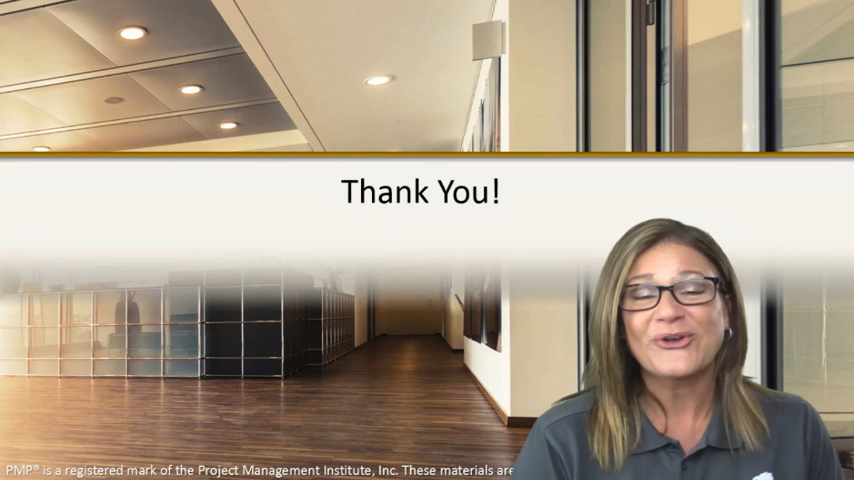 Thank You!
PMP® is a registered mark of the Project Management Institute, Inc. These materials are